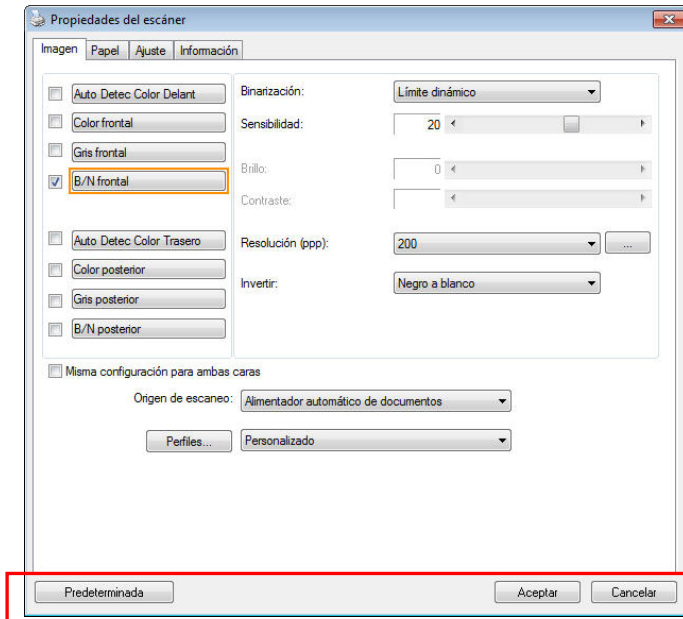 Propiedades del escáner
Imagen Papel Ajuste Información
Auto Detec Color Delant Binarización: Límite dinámico
Color frontal Sensibilidad: 20
Gris frontal
Brillo: 0
B/N frontal
Contraste:
Auto Detec Color Trasero Resolución (ppp): 200 ...
Color posterior
Invertir: Negro a blanco
Gris posterior
B/N posterior
Misma configuración para ambas caras
Origen de escaneo: Alimentador automático de documentos
Perfiles... Personalizado
Predeterminada Aceptar Cancelar